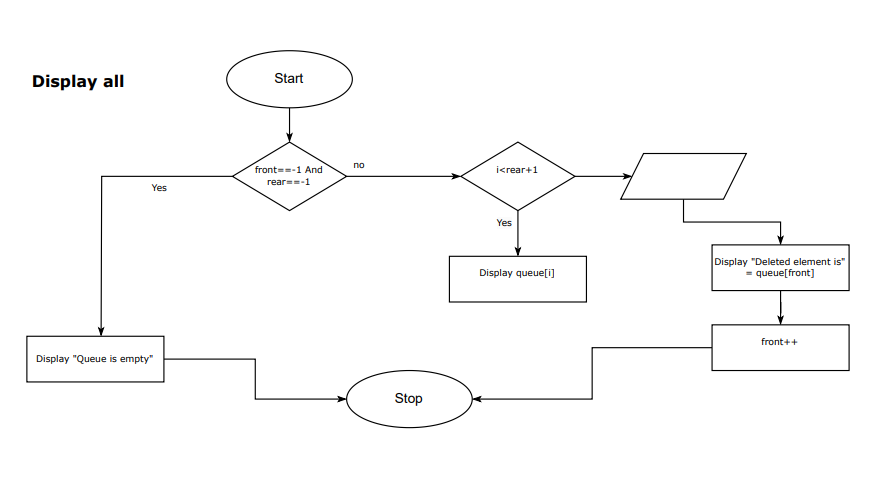 Display all
Start
front==-1 And
rear==-1
no
Yes
i<rear+1
Yes
Display queue[i]
Display "Deleted element is"
= queue[front]
front++
Display "Queue is empty"
Stop